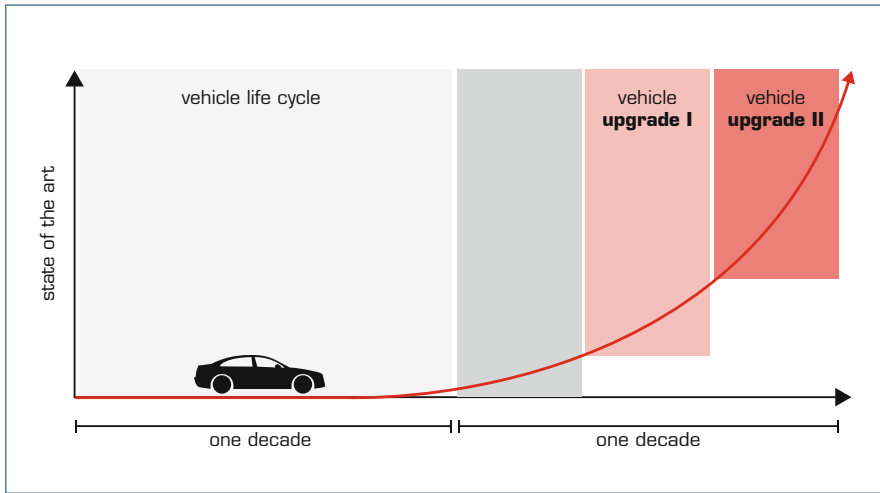 vehicle life cycle
vehicle
upgrade I
vehicle
upgrade II
state of the art
one decade
one decade